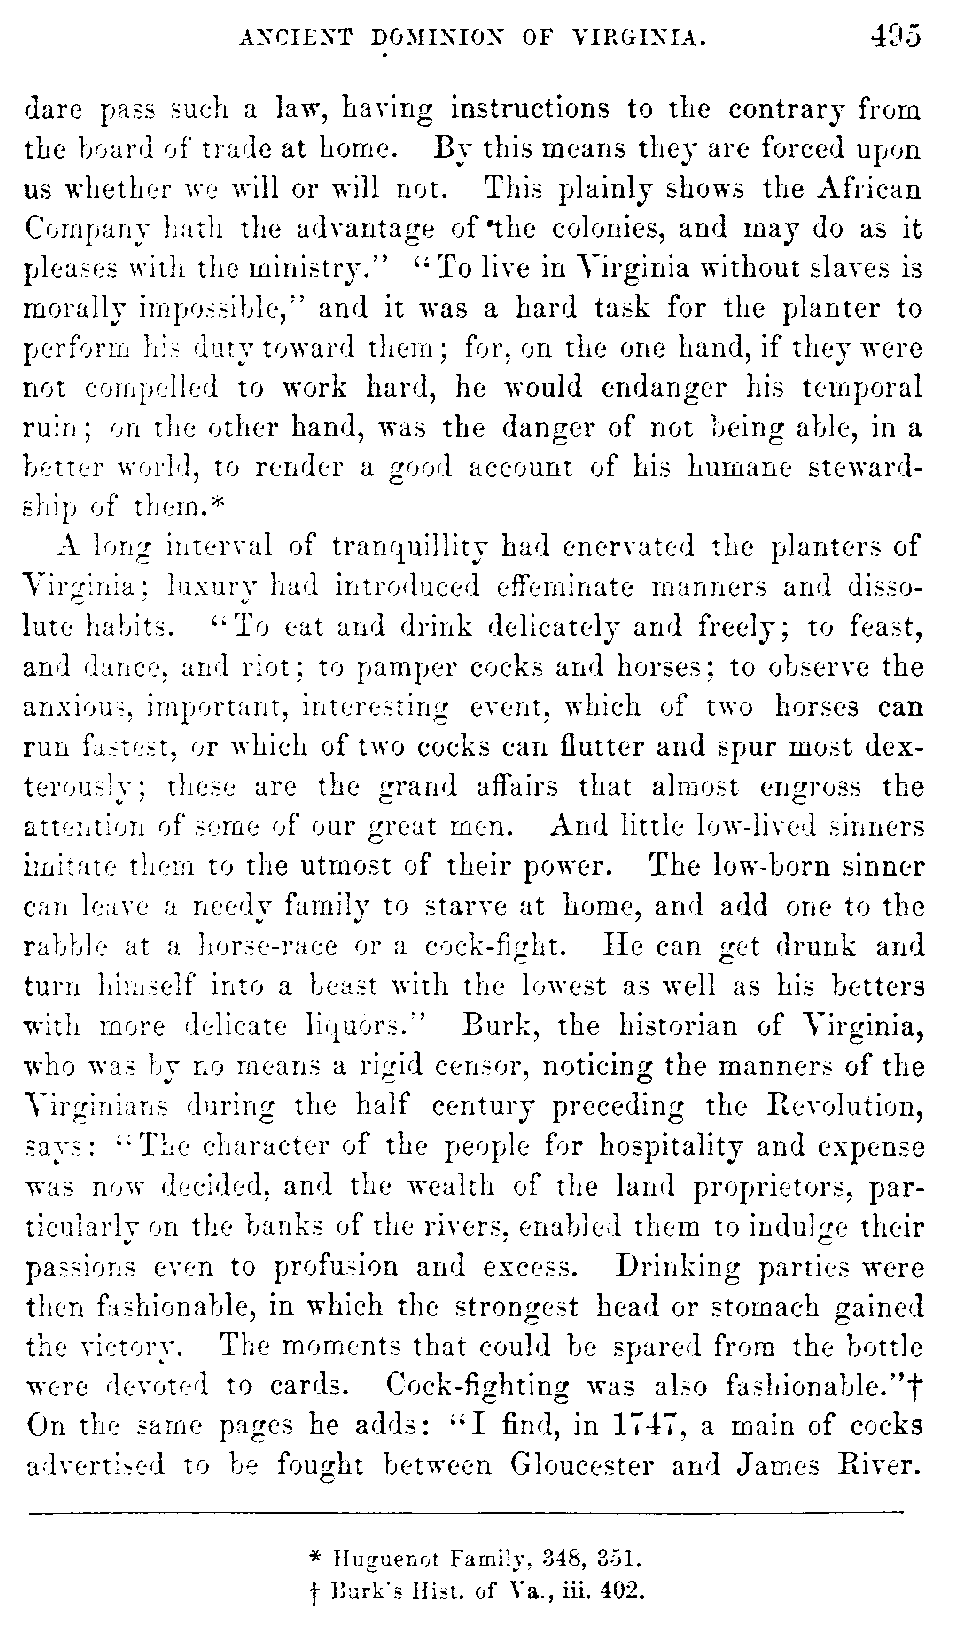 ANCIENT DOMINION OF VIRGINIA. 495
dare pass such a law, having instructions to the contrary from
the board of trade at home. By this means they are forced upon
us whether we will or will not. This plainly shows the African
Company hath the advantage of the colonies, and may do as it
pleases with the ministry." "To live in Virginia without slaves is
morally impossible," and it was a hard task for the planter to
perform his duty toward them; for, on the one hand, if they were
not compelled to work hard, he would endanger his temporal
ruin; on the other hand, was the danger of not being able, in a
better world, to render a good account of his humane steward-
ship of them.*
A long interval of tranquillity had enervated the planters of
Virginia; luxury had introduced effeminate manners and disso-
lute habits. "To eat and drink delicately and freely; to feast,
and dance, and riot; to pamper cocks and horses; to observe the
anxious, important, interesting event, which of two horses can
run fastest, or which of two cocks can flutter and spur most dex-
terously; these are the grand affairs that almost engross the
attention of some of our great men. And little low-lived sinners
imitate them to the utmost of their power. The low-born sinner
can leave a needy family to starve at home, and add one to the
rabble at a horse-race or a cock-fight. He can get drunk and
turn himself into a beast with the lowest as well as his betters
with more delicate liquors." Burk, the historian of Virginia,
who was by no means a rigid censor, noticing the manners of the
Virginians during the half century preceding the Revolution,
says: "The character of the people for hospitality and expense
was now decided, and the wealth of the land proprietors, par-
ticularly on the banks of the rivers, enabled them to indulge their
passions even to profusion and excess. Drinking parties were
then fashionable, in which the strongest head or stomach gained
the victory. The moments that could be spared from the bottle
were devoted to cards. Cock-fighting was also fashionable."†
On the same pages he adds: "I find, in 1747, a main of cocks
advertised to be fought between Gloucester and James River.
* Huguenot Family, 348, 351.
† Burk's Hist. of Va., iii. 402.